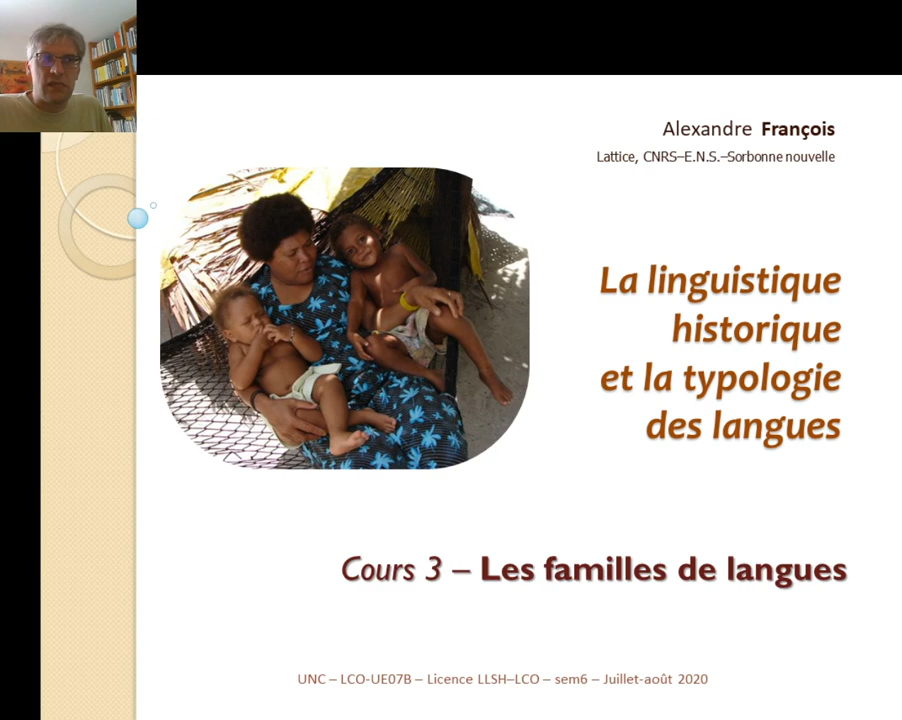 Alexandre François
Lattice, CNRS–E.N.S.–Sorbonne nouvelle
La linguistique
historique
et la typologie
des langues
Cours 3 – Les familles de langues
UNC – LCO-UE07B – Licence LLSH–LCO – sem6 – Juillet-août 2020